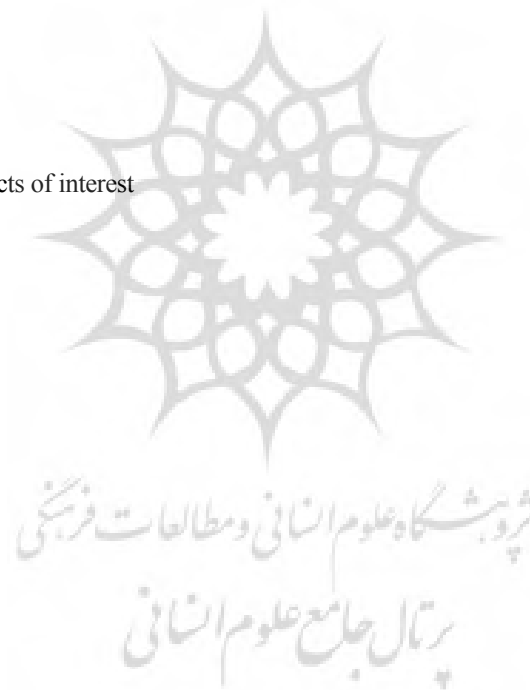 cts of interest
پژوهشگاه علوم انسانی و مطالعات فرهنگی
پرتال جامع علوم انسانی